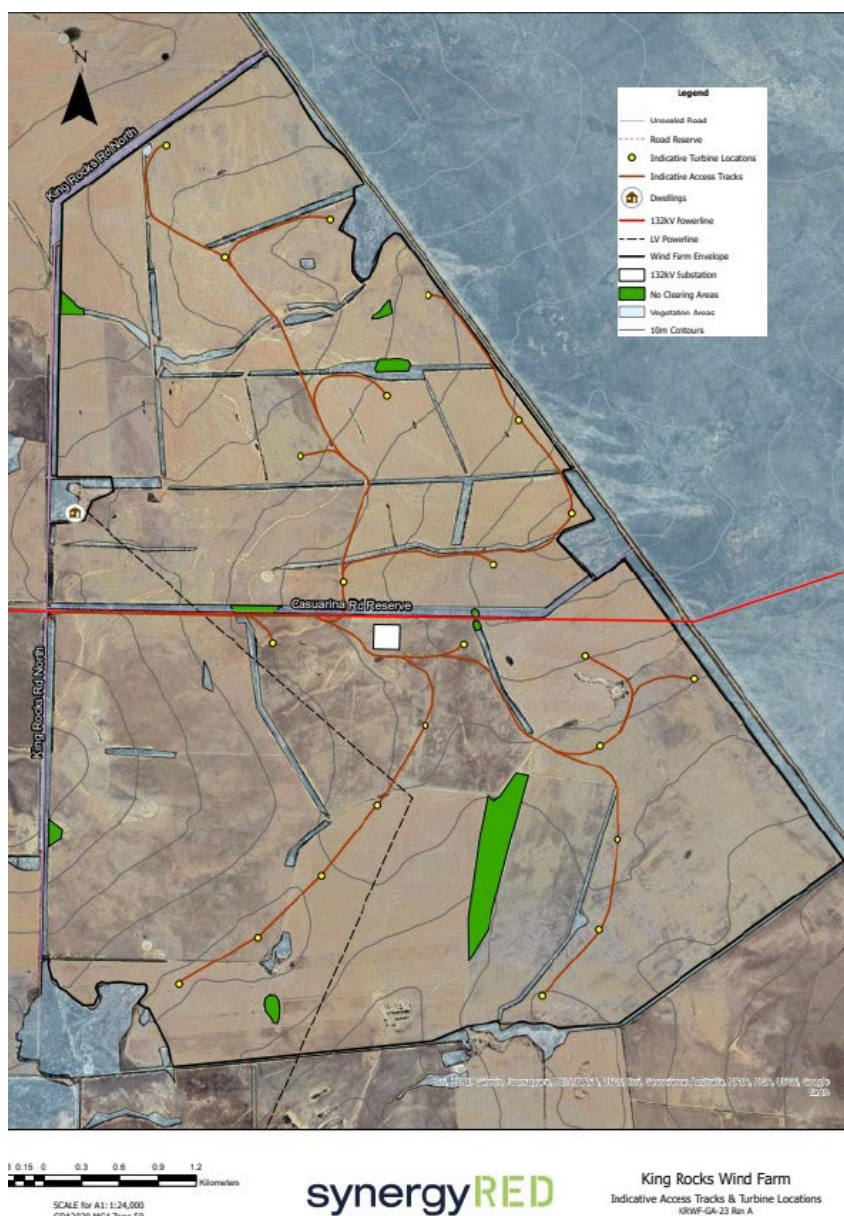 N
King Rocks Rd North
Legend
Unsealed Road
Road Reserve
Indicative Turbine Locations
Indicative Access Tracks
Dwellings
132kV Powerline
LV Powerline
Wind Farm Envelope
132kV Substation
No Clearing Areas
Vegetation Areas
10m Contours
Casuarina Rd Reserve
King Rocks Rd North
Earth
0.15 0 0.3 0.6 0.9 1.2
Kilometers
SCALE for A1: 1:24,000
synergyRED
King Rocks Wind Farm
Indicative Access Tracks & Turbine Locations
KRWF-GA-23 Rev A